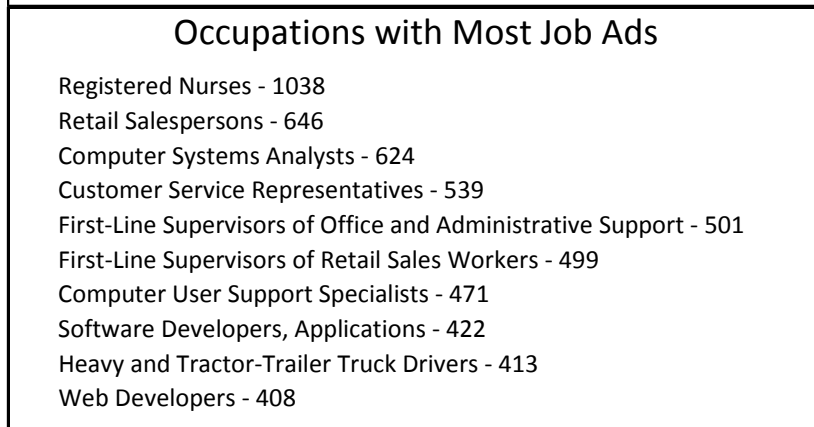 Occupations with Most Job Ads
Registered Nurses - 1038
Retail Salespersons - 646
Computer Systems Analysts - 624
Customer Service Representatives - 539
First-Line Supervisors of Office and Administrative Support - 501
First-Line Supervisors of Retail Sales Workers - 499
Computer User Support Specialists - 471
Software Developers, Applications - 422
Heavy and Tractor-Trailer Truck Drivers - 413
Web Developers - 408